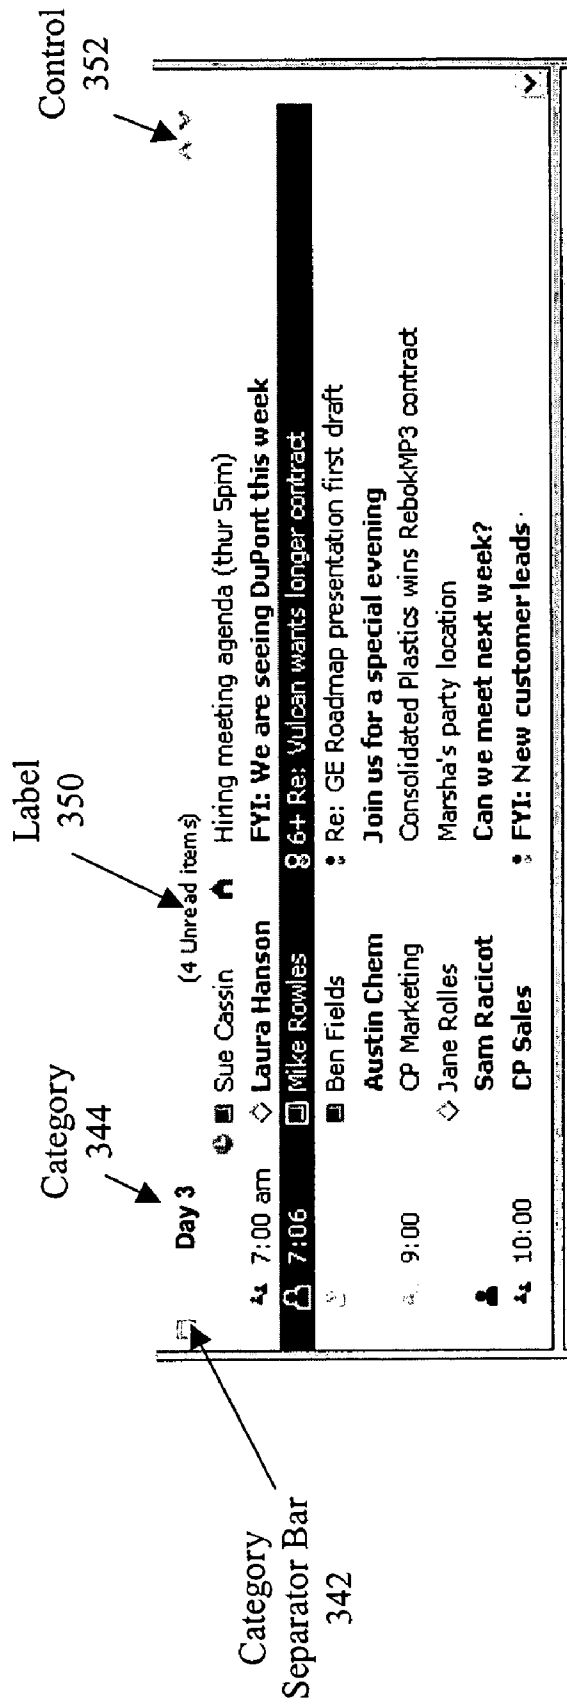 Category
344
Label
350
Control
352
Category
Separator Bar
342
Day 3 (4 Unread items)
Sue Cassin Hiring meeting agenda (thur 5pm)
7:00 am Laura Hanson FYI: We are seeing DuPont this week
7:06 Mike Rowles 6+ Re: Vulcan wants longer contract
Ben Fields Re: GE Roadmap presentation first draft
Austin Chem Join us for a special evening
9:00 CP Marketing Consolidated Plastics wins RebokMP3 contract
Jane Rolles Marsha's party location
Sam Racicot Can we meet next week?
10:00 CP Sales FYI: New customer leads